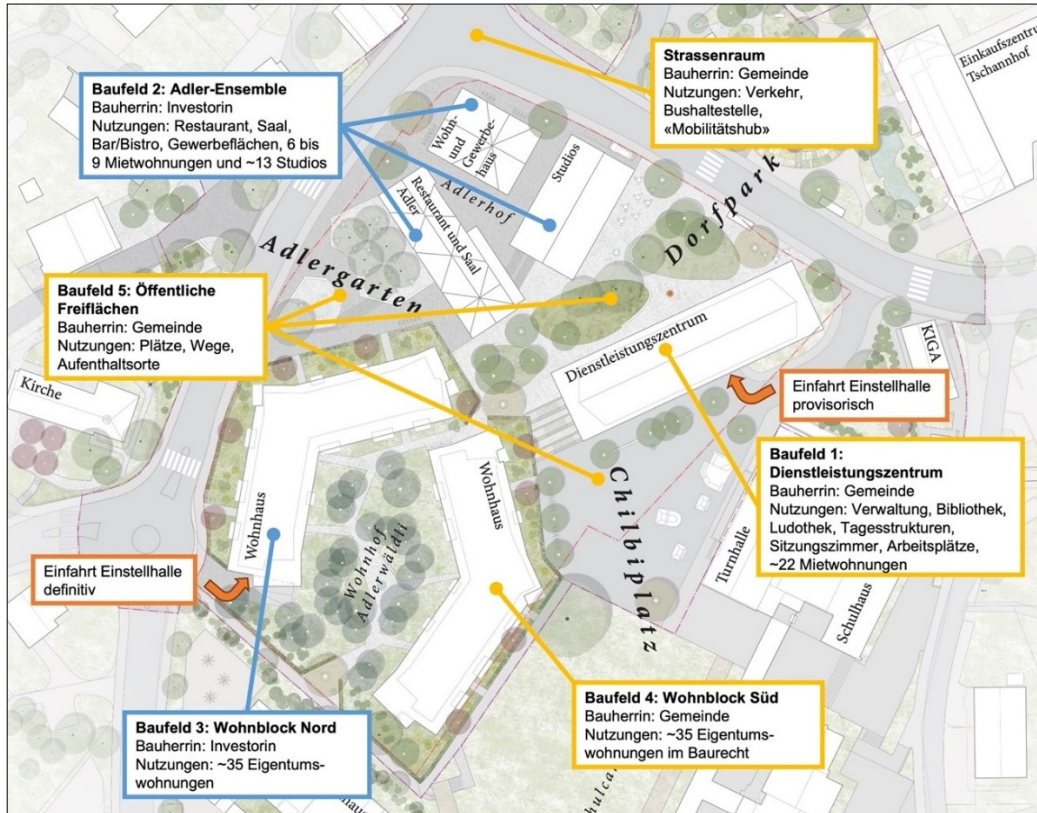 Strassenraum
Bauherrin: Gemeinde
Nutzungen: Verkehr,
Bushaltestelle,
«Mobilitätshub»
Einkaufszentrum
Tschannhof
Baufeld 2: Adler-Ensemble
Bauherrin: Investorin
Nutzungen: Restaurant, Saal,
Bar/Bistro, Gewerbeflächen, 6 bis
9 Mietwohnungen und ~13 Studios
Wohn-
und
Gewerbe-
haus
Adlerhof
Studios
Restaurant und Saal
Adler
Dorfpark
Adlergarten
Baufeld 5: Öffentliche
Freiflächen
Bauherrin: Gemeinde
Nutzungen: Plätze, Wege,
Aufenthaltsorte
Dienstleistungszentrum
KIGA
Kirche
Einfahrt Einstellhalle
provisorisch
Baufeld 1:
Dienstleistungszentrum
Bauherrin: Gemeinde
Nutzungen: Verwaltung, Bibliothek,
Ludothek, Tagesstrukturen,
Sitzungszimmer, Arbeitsplätze,
~22 Mietwohnungen
Wohnhaus
Wohnhaus
Wohnhof
Adlerwäldli
Chilbiplatz
Turnhalle
Schulhaus
Einfahrt Einstellhalle
definitiv
Baufeld 3: Wohnblock Nord
Bauherrin: Investorin
Nutzungen: ~35 Eigentums-
wohnungen
Baufeld 4: Wohnblock Süd
Bauherrin: Gemeinde
Nutzungen: ~35 Eigentums-
wohnungen im Baurecht